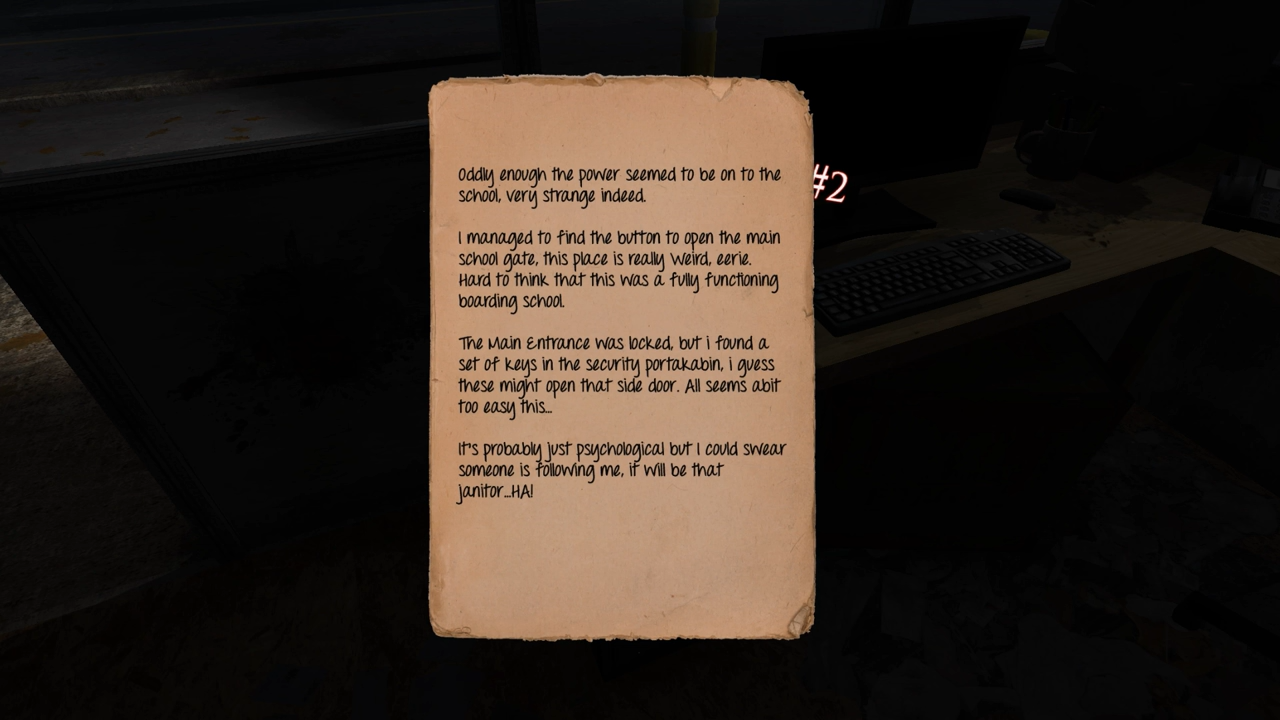 Oddly enough the power seemed to be on to the
school, very strange indeed.
I managed to find the button to open the main
school gate, this place is really weird, eerie.
Hard to think that this was a fully functioning
boarding school.
The Main Entrance was locked, but i found a
set of keys in the security portakabin, i guess
these might open that side door. All seems abit
too easy this...
It's probably just psychological but I could swear
someone is following me, it will be that
janitor...HA!
#2